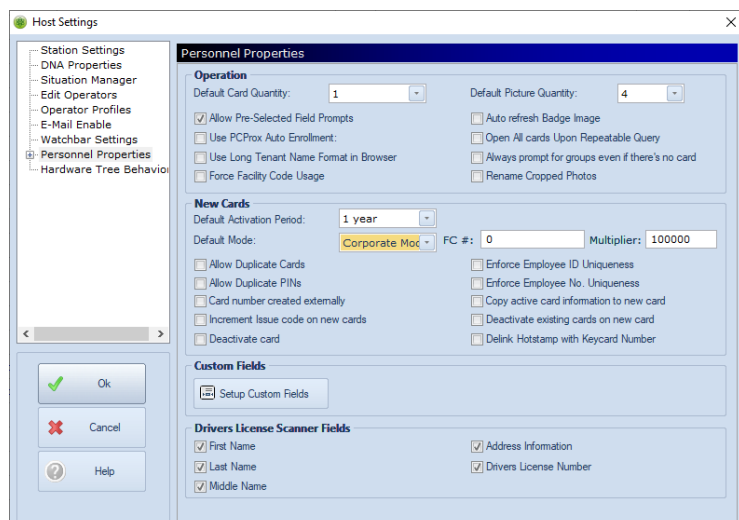 Host Settings
Station Settings
DNA Properties
Situation Manager
Edit Operators
Operator Profiles
E-Mail Enable
Watchbar Settings
Personnel Properties
Hardware Tree Behavior
Ok
Cancel
Help
Personnel Properties
Operation
Default Card Quantity: 1 Default Picture Quantity: 4
Allow Pre-Selected Field Prompts
Auto refresh Badge Image
Use PCProx Auto Enrollment:
Open All cards Upon Repeatable Query
Use Long Tenant Name Format in Browser
Always prompt for groups even if there's no card
Force Facility Code Usage
Rename Cropped Photos
New Cards
Default Activation Period: 1 year
Default Mode: Corporate Moc FC #: 0 Multiplier: 100000
Allow Duplicate Cards
Enforce Employee ID Uniqueness
Allow Duplicate PINs
Enforce Employee No. Uniqueness
Card number created externally
Copy active card information to new card
Increment Issue code on new cards
Deactivate existing cards on new card
Deactivate card
Delink Hotstamp with Keycard Number
Custom Fields
Setup Custom Fields
Drivers License Scanner Fields
First Name
Address Information
Last Name
Drivers License Number
Middle Name